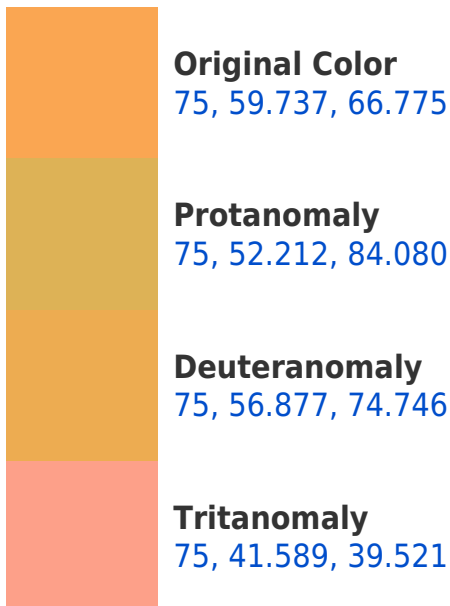 Original Color
75, 59.737, 66.775
Protanomaly
75, 52.212, 84.080
Deuteranomaly
75, 56.877, 74.746
Tritanomaly
75, 41.589, 39.521